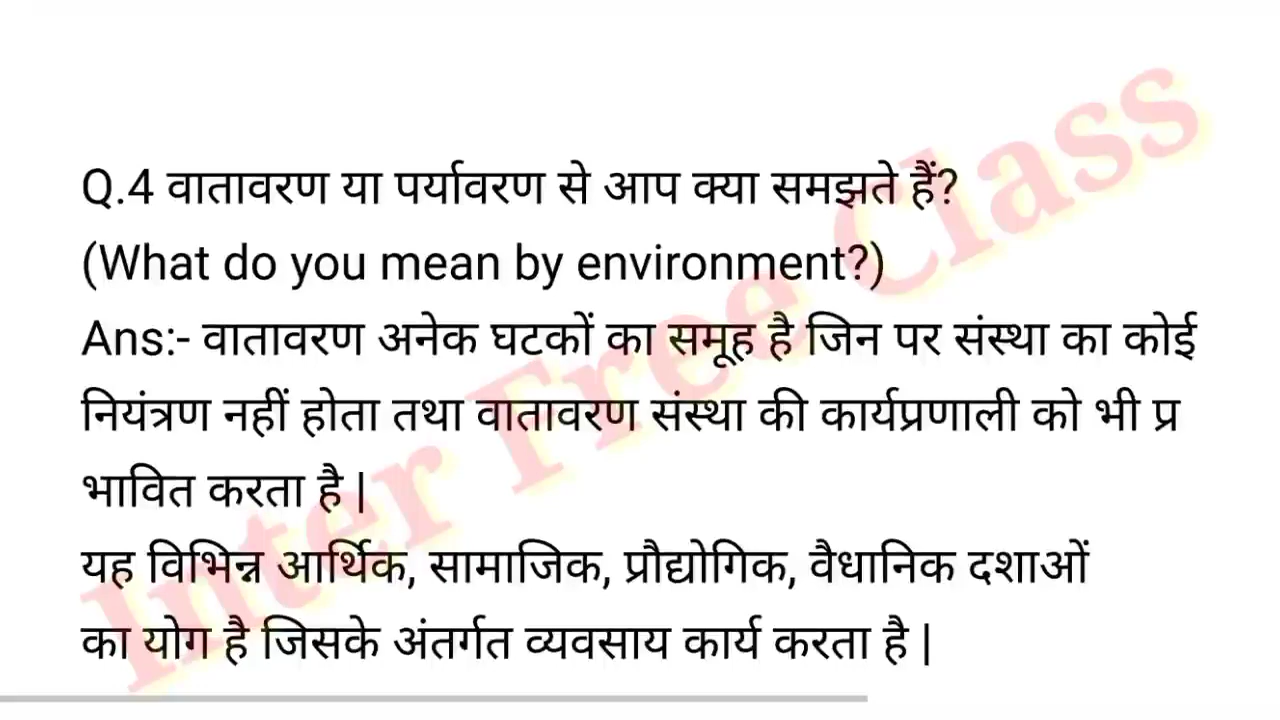 Q.4 वातावरण या पर्यावरण से आप क्या समझते हैं?
(What do you mean by environment?)
Ans:- वातावरण अनेक घटकों का समूह है जिन पर संस्था का कोई
नियंत्रण नहीं होता तथा वातावरण संस्था की कार्यप्रणाली को भी प्र
भावित करता है |
यह विभिन्न आर्थिक, सामाजिक, प्रौद्योगिक, वैधानिक दशाओं
का योग है जिसके अंतर्गत व्यवसाय कार्य करता है |
Inter Free Class